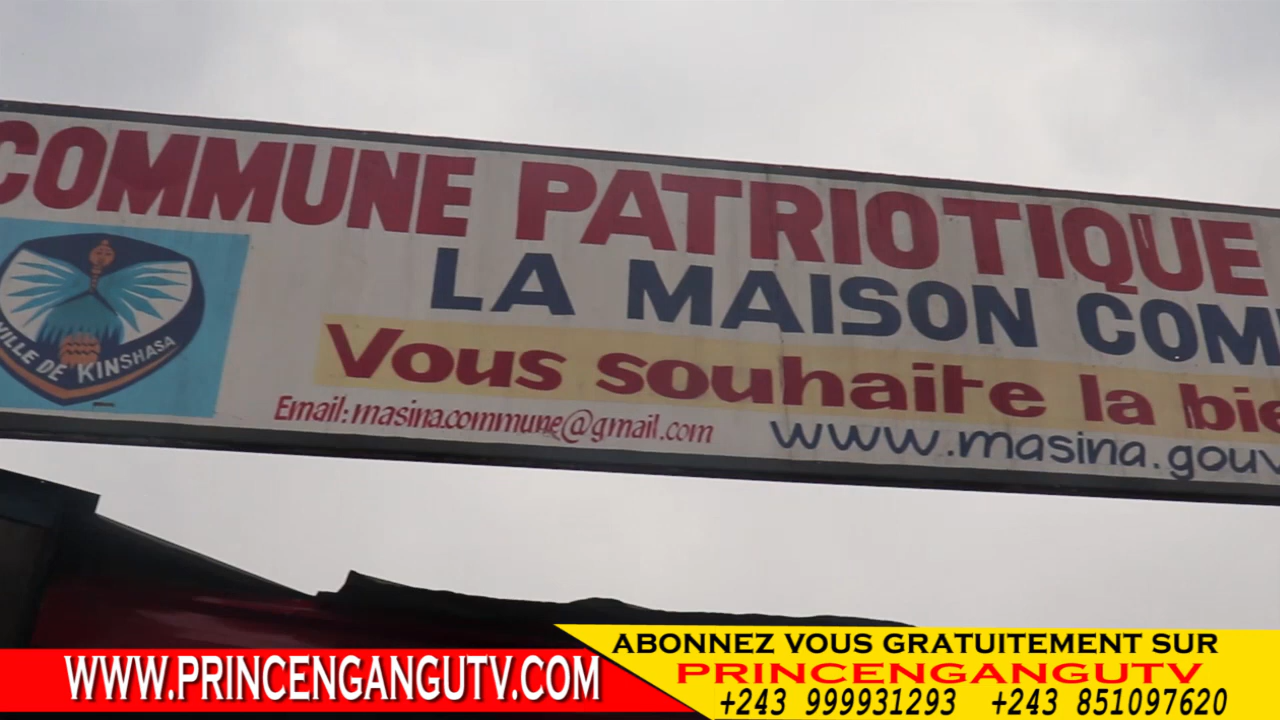 COMMUNE PATRIOTIQUE
LA MAISON COM
VILLE DE KINSHASA
Vous souhaite la bie
Email: masina.commune@gmail.com
www.masina.gouv
WWW.PRINCENGANGUTV.COM
ABONNEZ VOUS GRATUITEMENT SUR
PRINCENGANGUTV
+243 999931293 +243 851097620